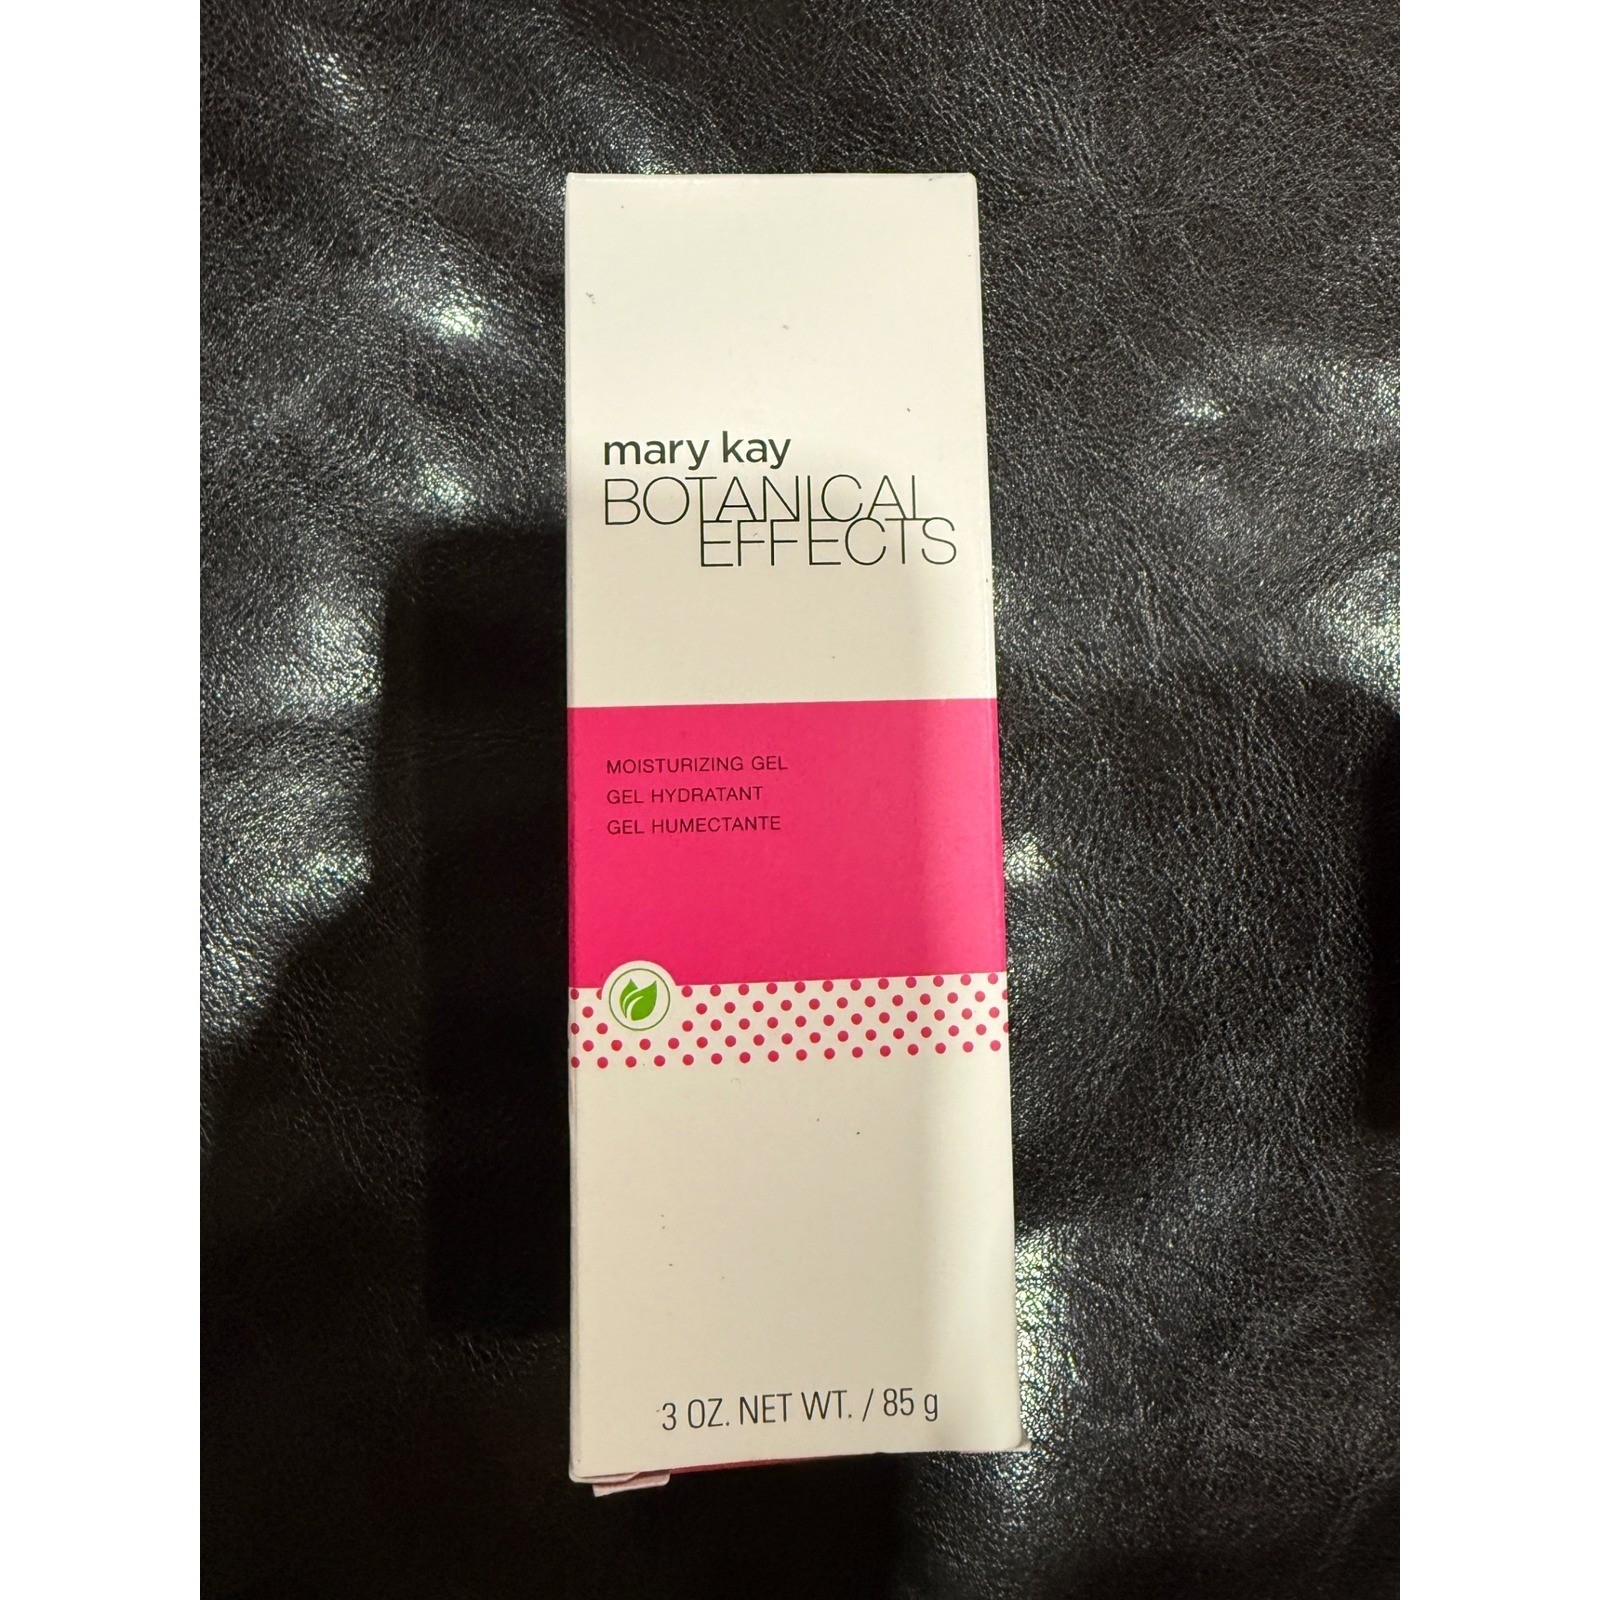 mary kay
BOTANICAL
EFFECTS
MOISTURIZING GEL
GEL HYDRATANT
GEL HUMECTANTE
3 OZ. NET WT. / 85 g